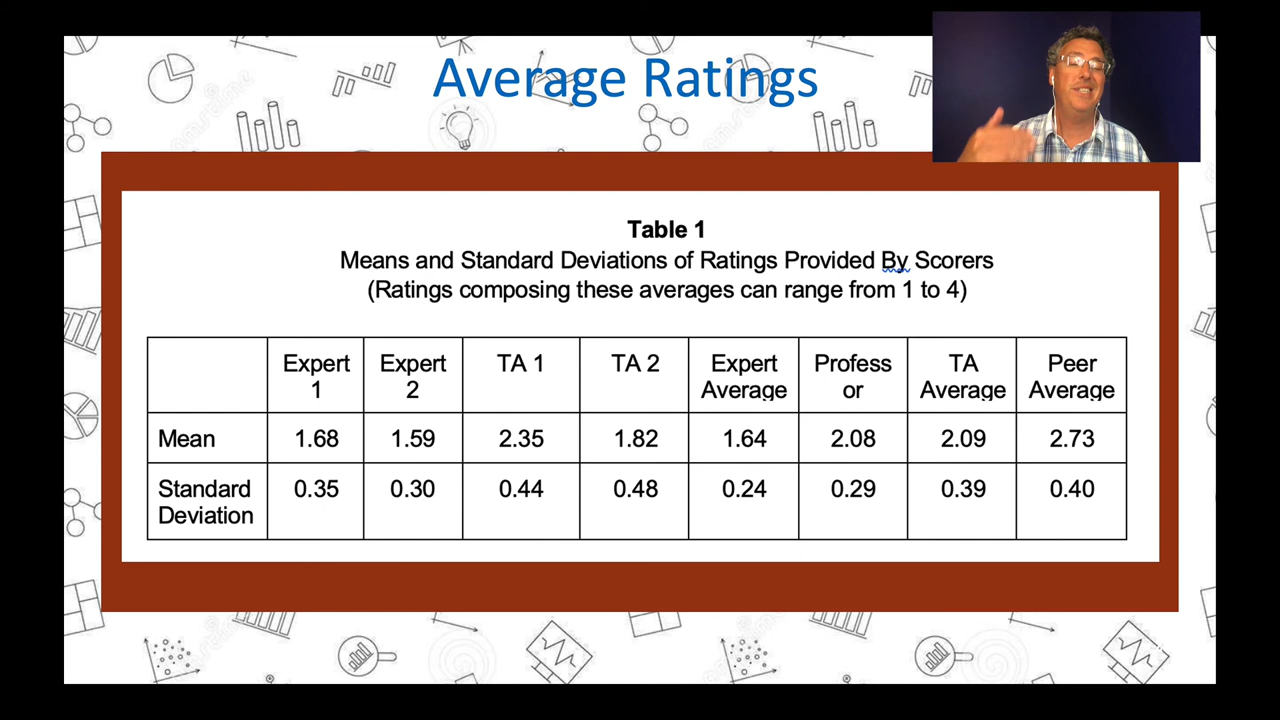 Average Ratings
Table 1
Means and Standard Deviations of Ratings Provided By Scorers
(Ratings composing these averages can range from 1 to 4)
Expert 1 Expert 2 TA 1 TA 2 Expert Average Profess or TA Average Peer Average
Mean 1.68 1.59 2.35 1.82 1.64 2.08 2.09 2.73
Standard Deviation 0.35 0.30 0.44 0.48 0.24 0.29 0.39 0.40